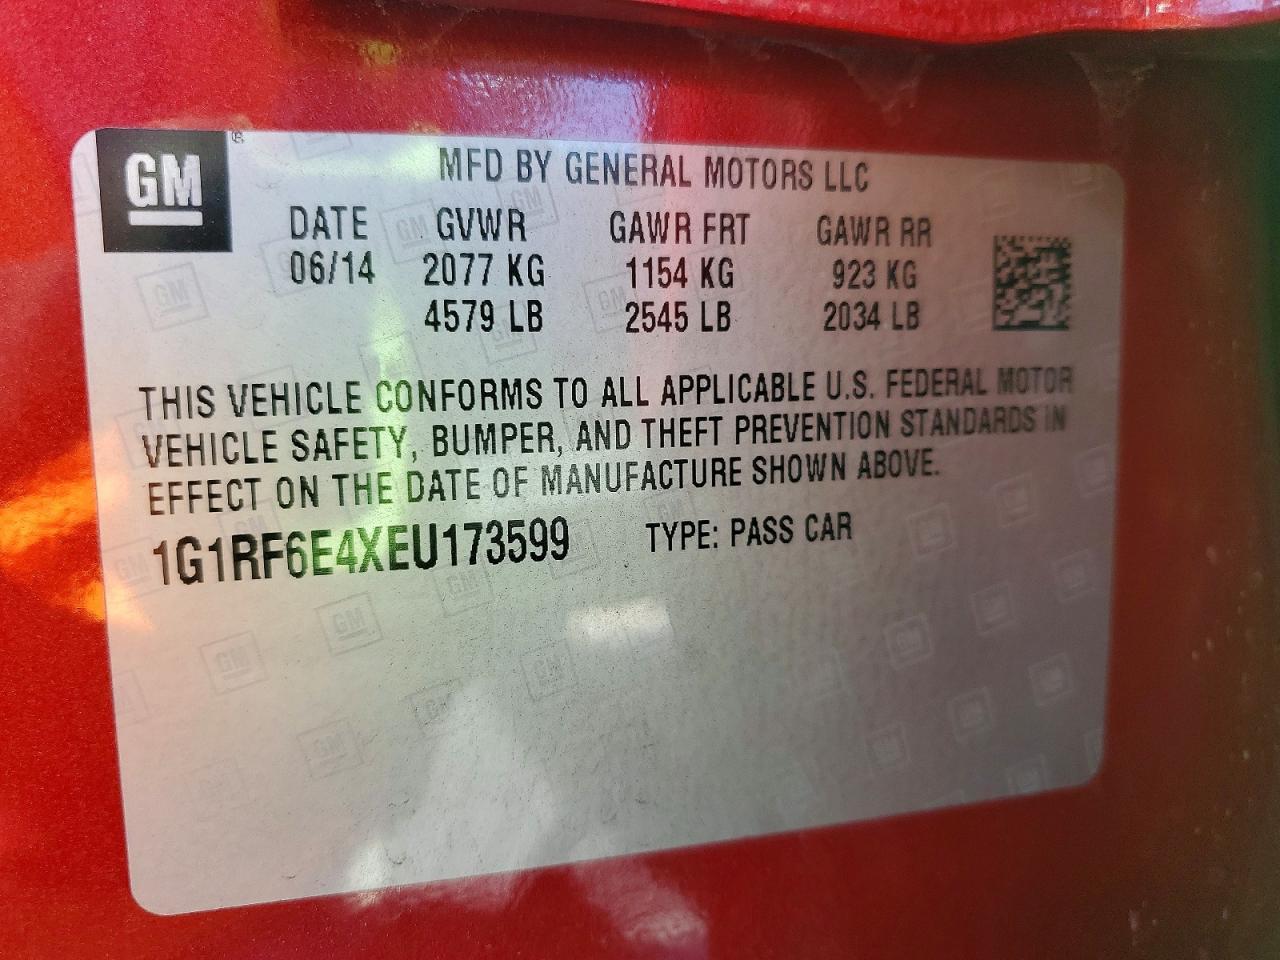 GM ®
MFD BY GENERAL MOTORS LLC
DATE GVWR GAWR FRT GAWR RR
06/14 2077 KG 1154 KG 923 KG
4579 LB 2545 LB 2034 LB
THIS VEHICLE CONFORMS TO ALL APPLICABLE U.S. FEDERAL MOTOR
VEHICLE SAFETY, BUMPER, AND THEFT PREVENTION STANDARDS IN
EFFECT ON THE DATE OF MANUFACTURE SHOWN ABOVE.
1G1RF6E4XEU173599 TYPE: PASS CAR